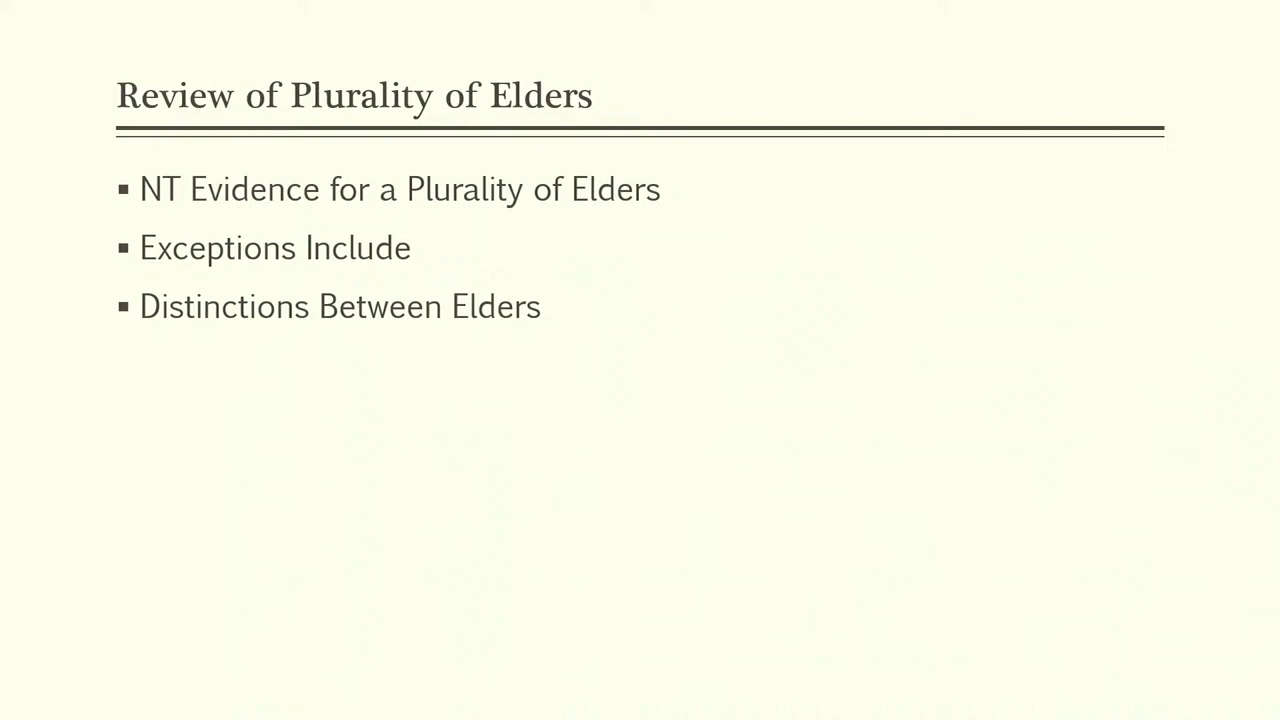 Review of Plurality of Elders
▪ NT Evidence for a Plurality of Elders
▪ Exceptions Include
▪ Distinctions Between Elders